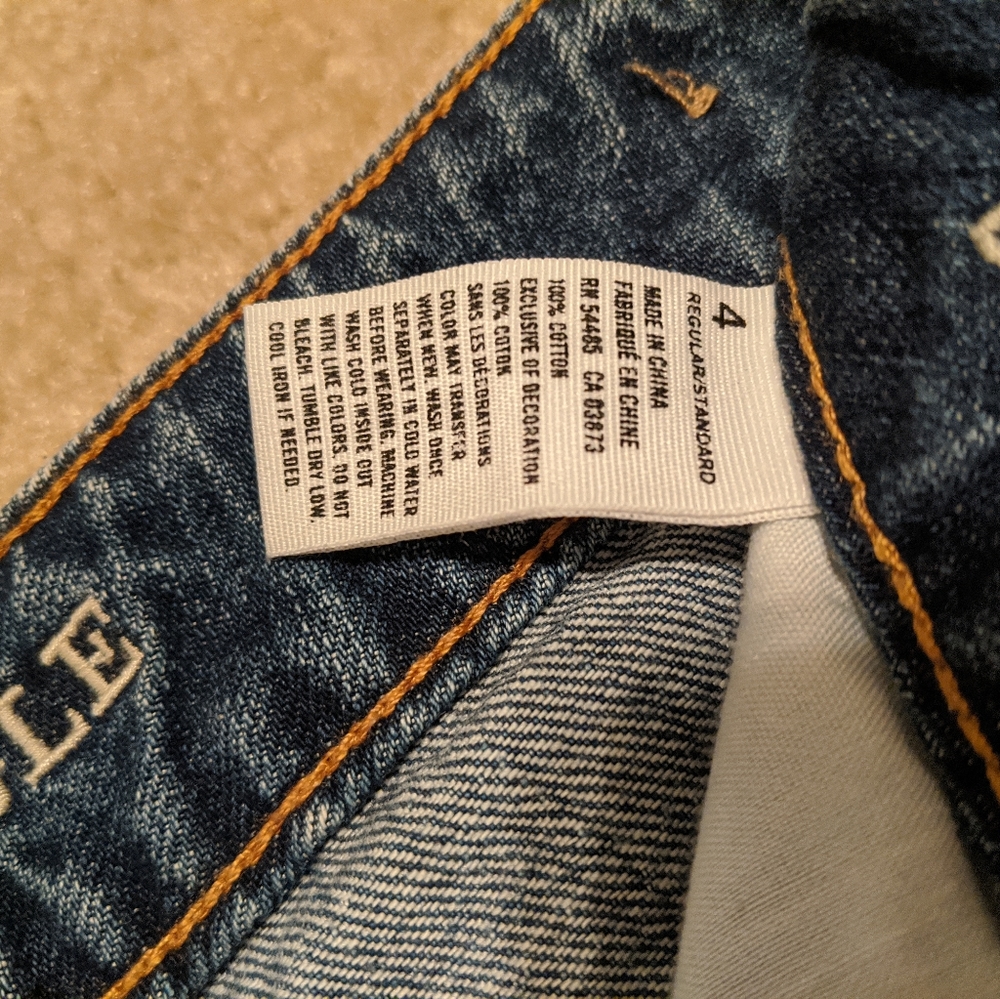 4
REGULAR/STANDARD
MADE IN CHINA
FABRIQUÉ EN CHINE
RN 54485 CA 03873
100% COTTON
EXCLUSIVE OF DECORATION
100% COTON
SANS LES DÉCORATIONS
COLOR MAY TRANSFER
WHEN NEW. WASH ONCE
SEPARATELY IN COLD WATER
BEFORE WEARING. MACHINE
WASH COLD INSIDE OUT
WITH LIKE COLORS. DO NOT
BLEACH. TUMBLE DRY LOW.
COOL IRON IF NEEDED.
LE